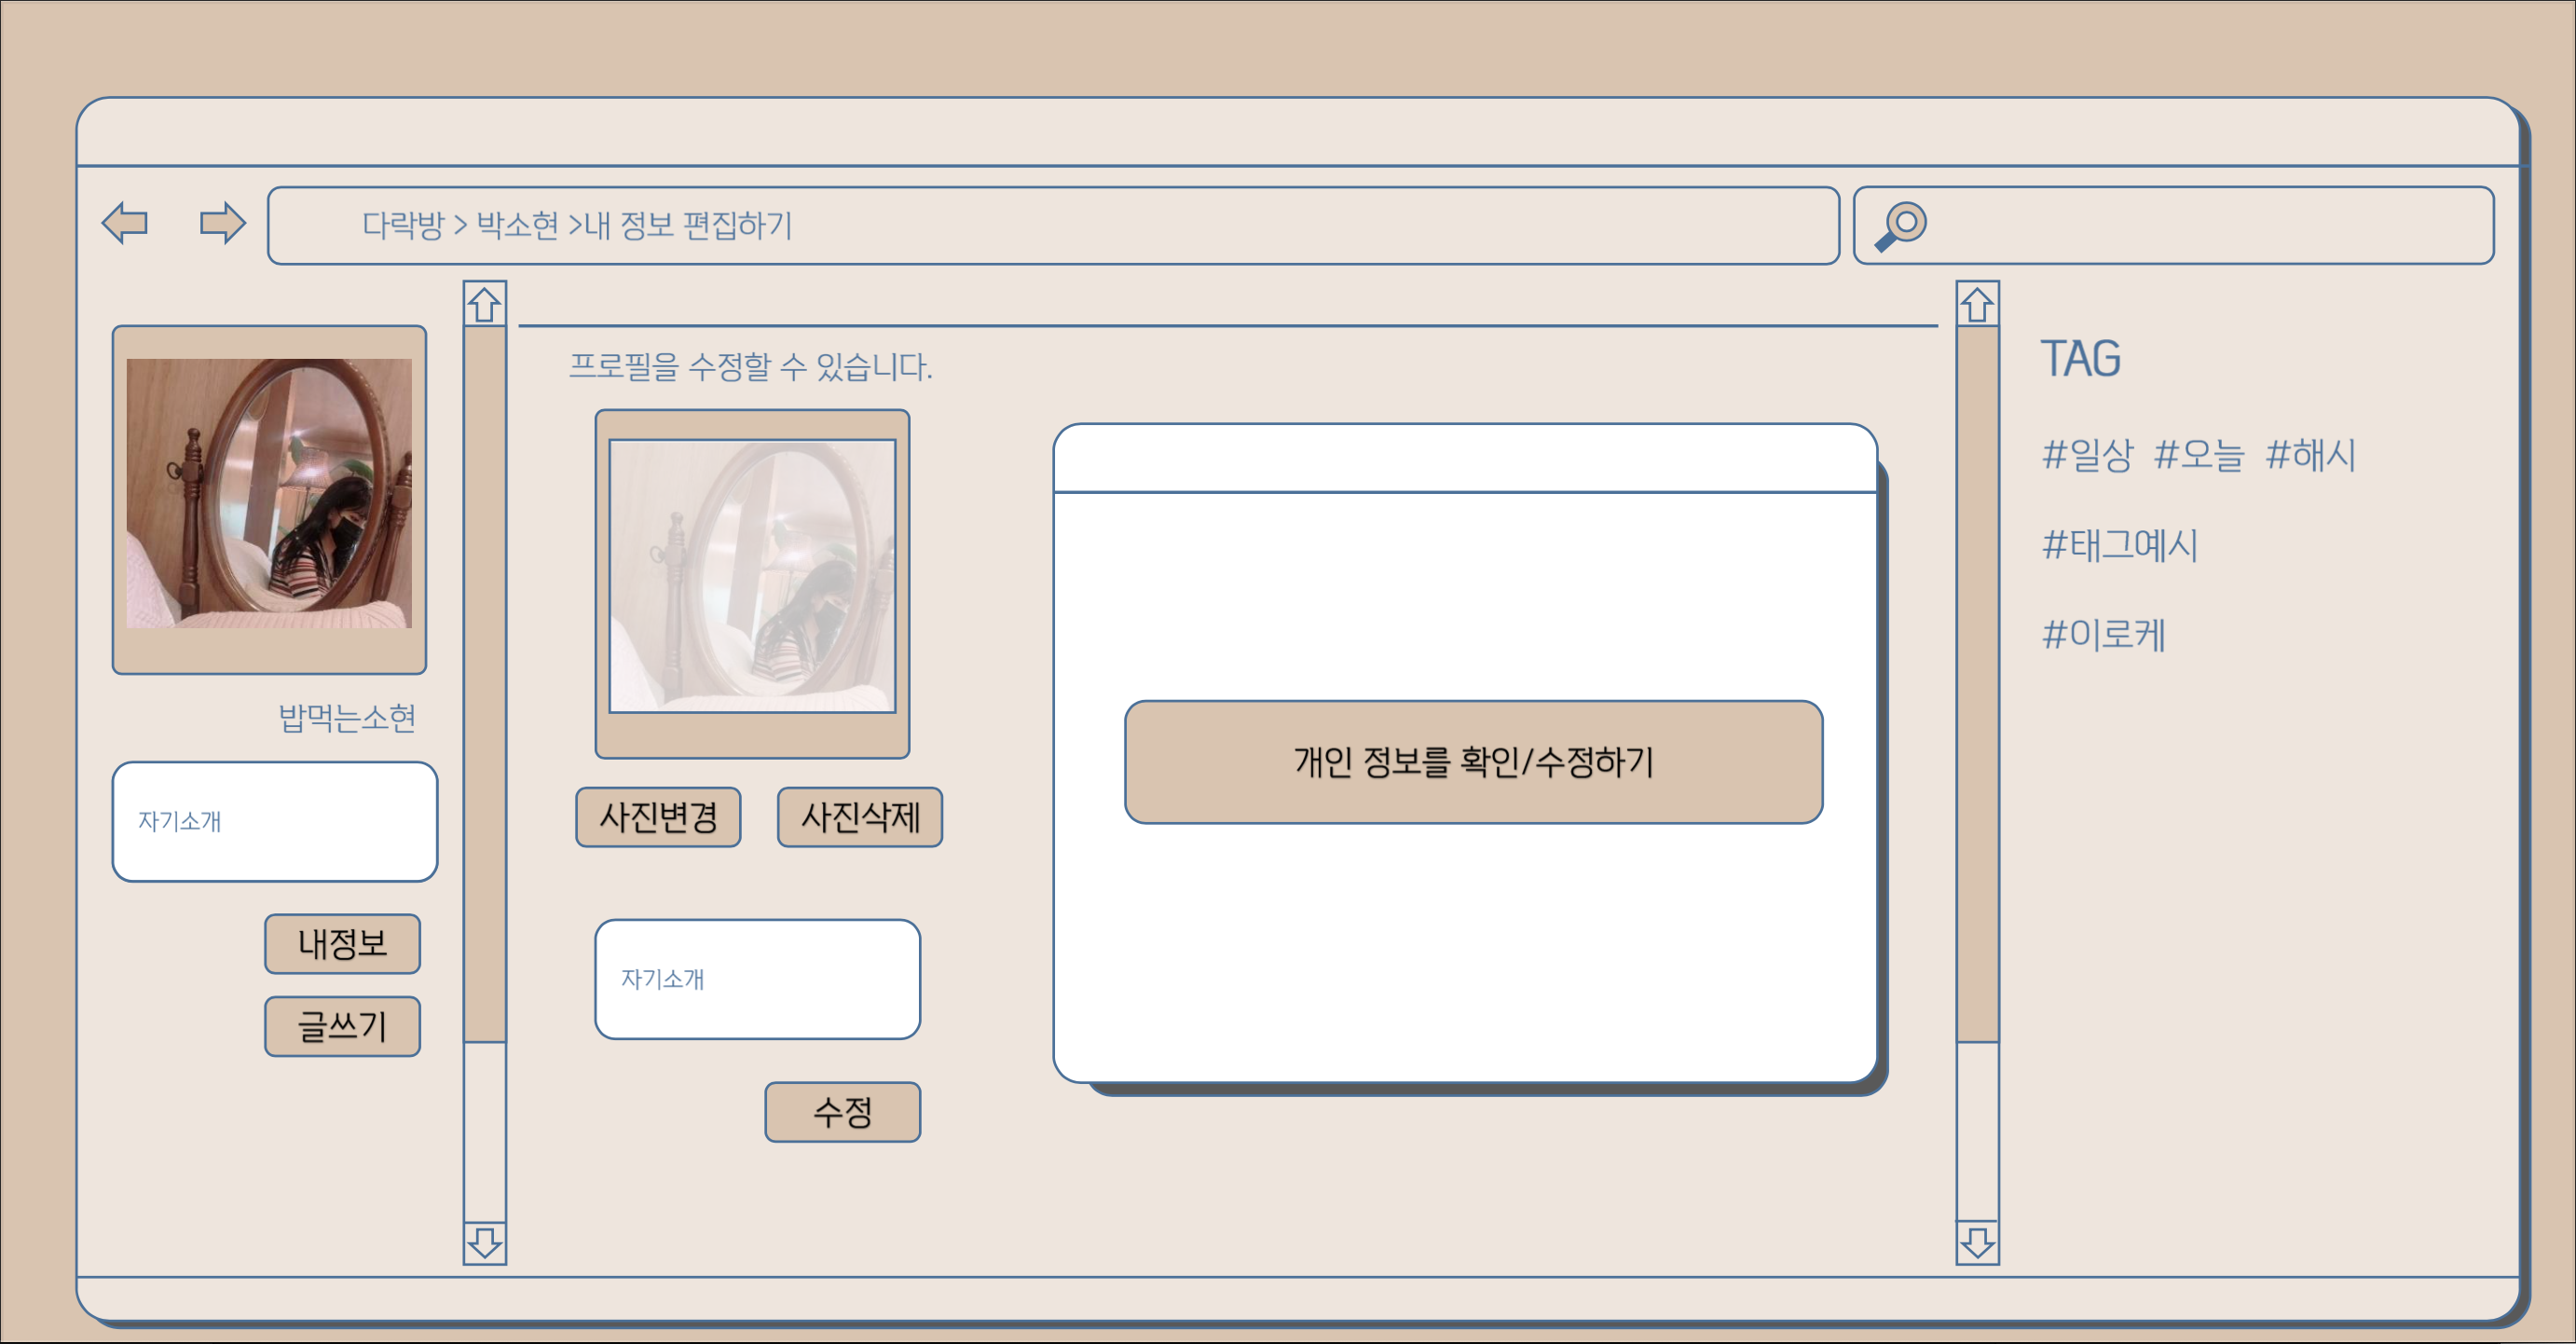 다락방 > 박소현 >내 정보 편집하기
밥먹는소현
자기소개
내정보
글쓰기
프로필을 수정할 수 있습니다.
사진변경 사진삭제
자기소개
수정
개인 정보를 확인/수정하기
TAG
#일상 #오늘 #해시
#태그예시
#이로케